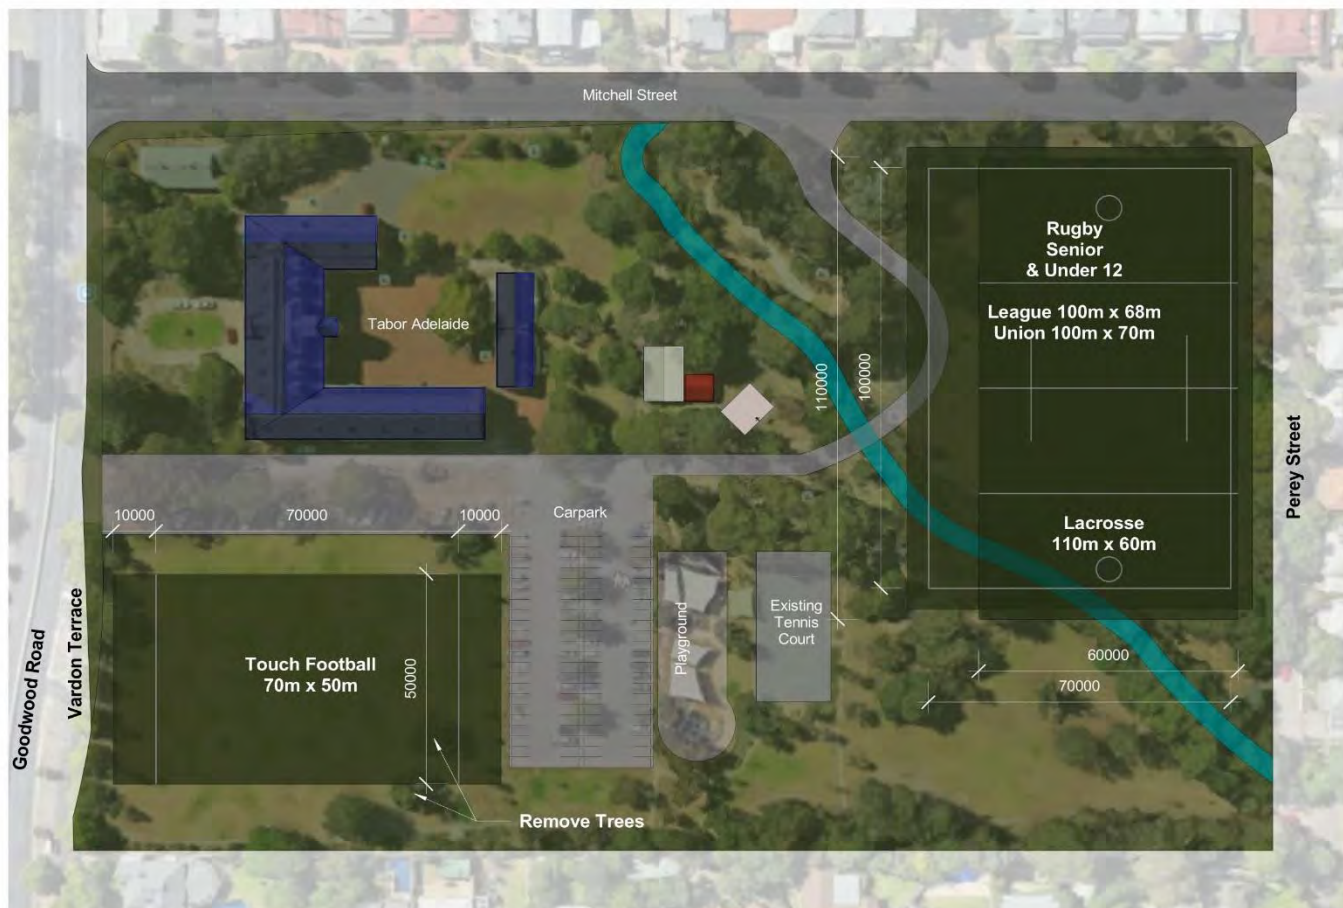 Mitchell Street
Rugby
Senior
& Under 12
League 100m x 68m
Union 100m x 70m
Tabor Adelaide
110000
100000
Perey Street
10000
70000
10000
Carpark
Lacrosse
110m x 60m
Goodwood Road
Vardon Terrace
Touch Football
70m x 50m
50000
Playground
Existing
Tennis
Court
60000
70000
Remove Trees